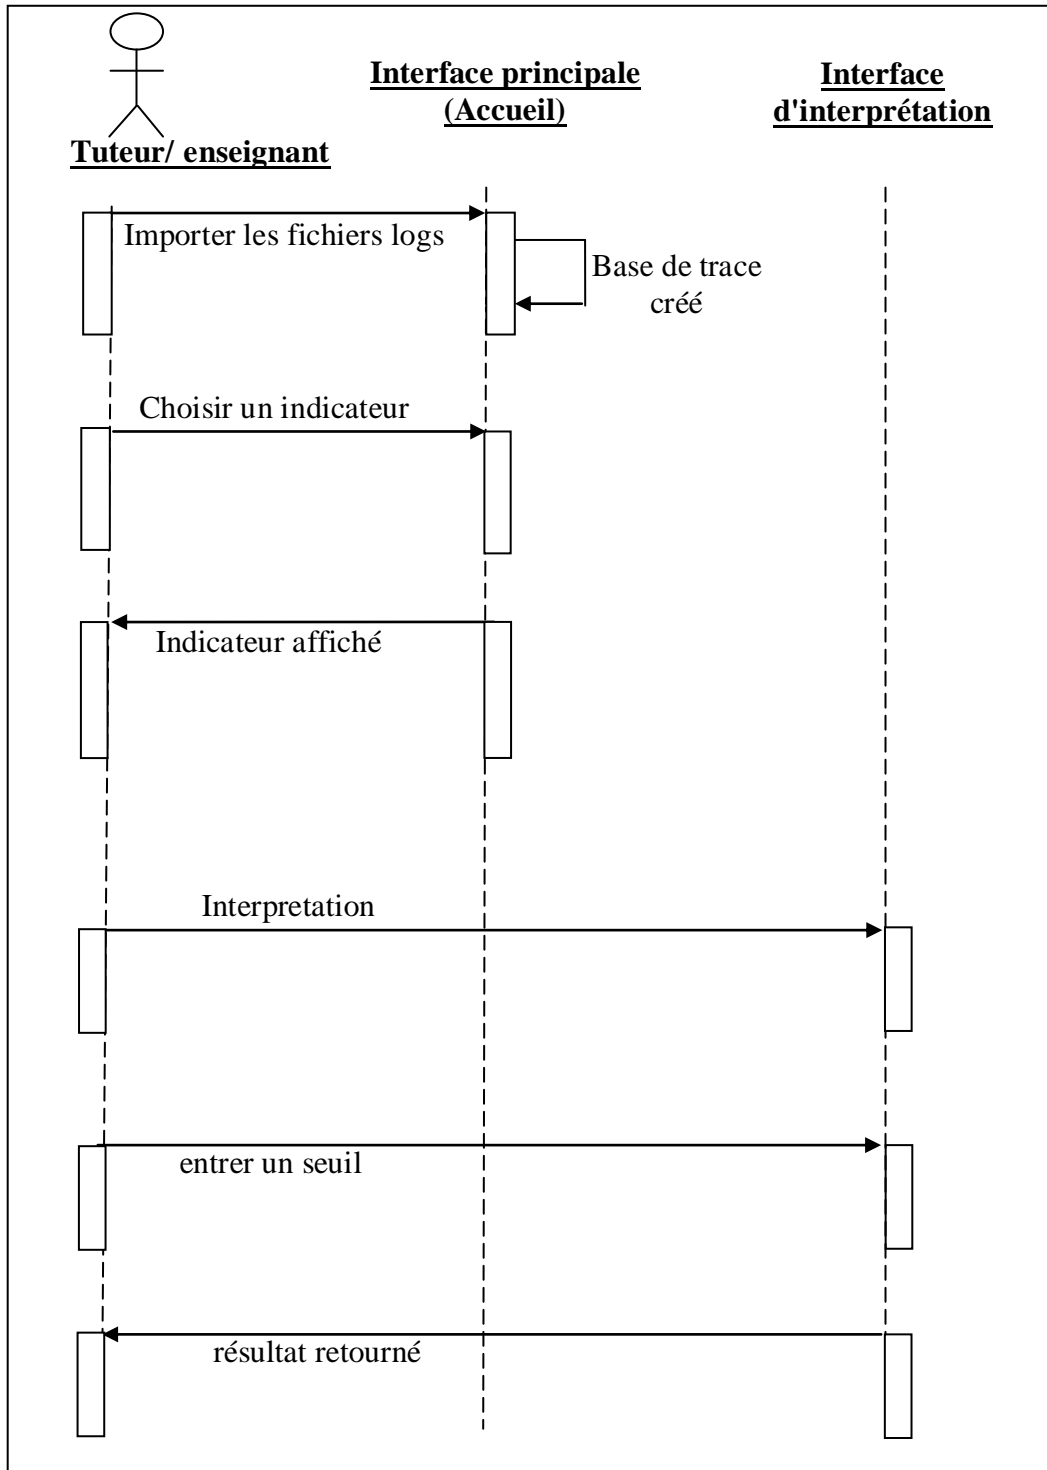 Interface principale
(Accueil)
Interface
d'interprétation
Tuteur/ enseignant
Importer les fichiers logs
Base de trace
créé
Choisir un indicateur
Indicateur affiché
Interpretation
entrer un seuil
résultat retourné